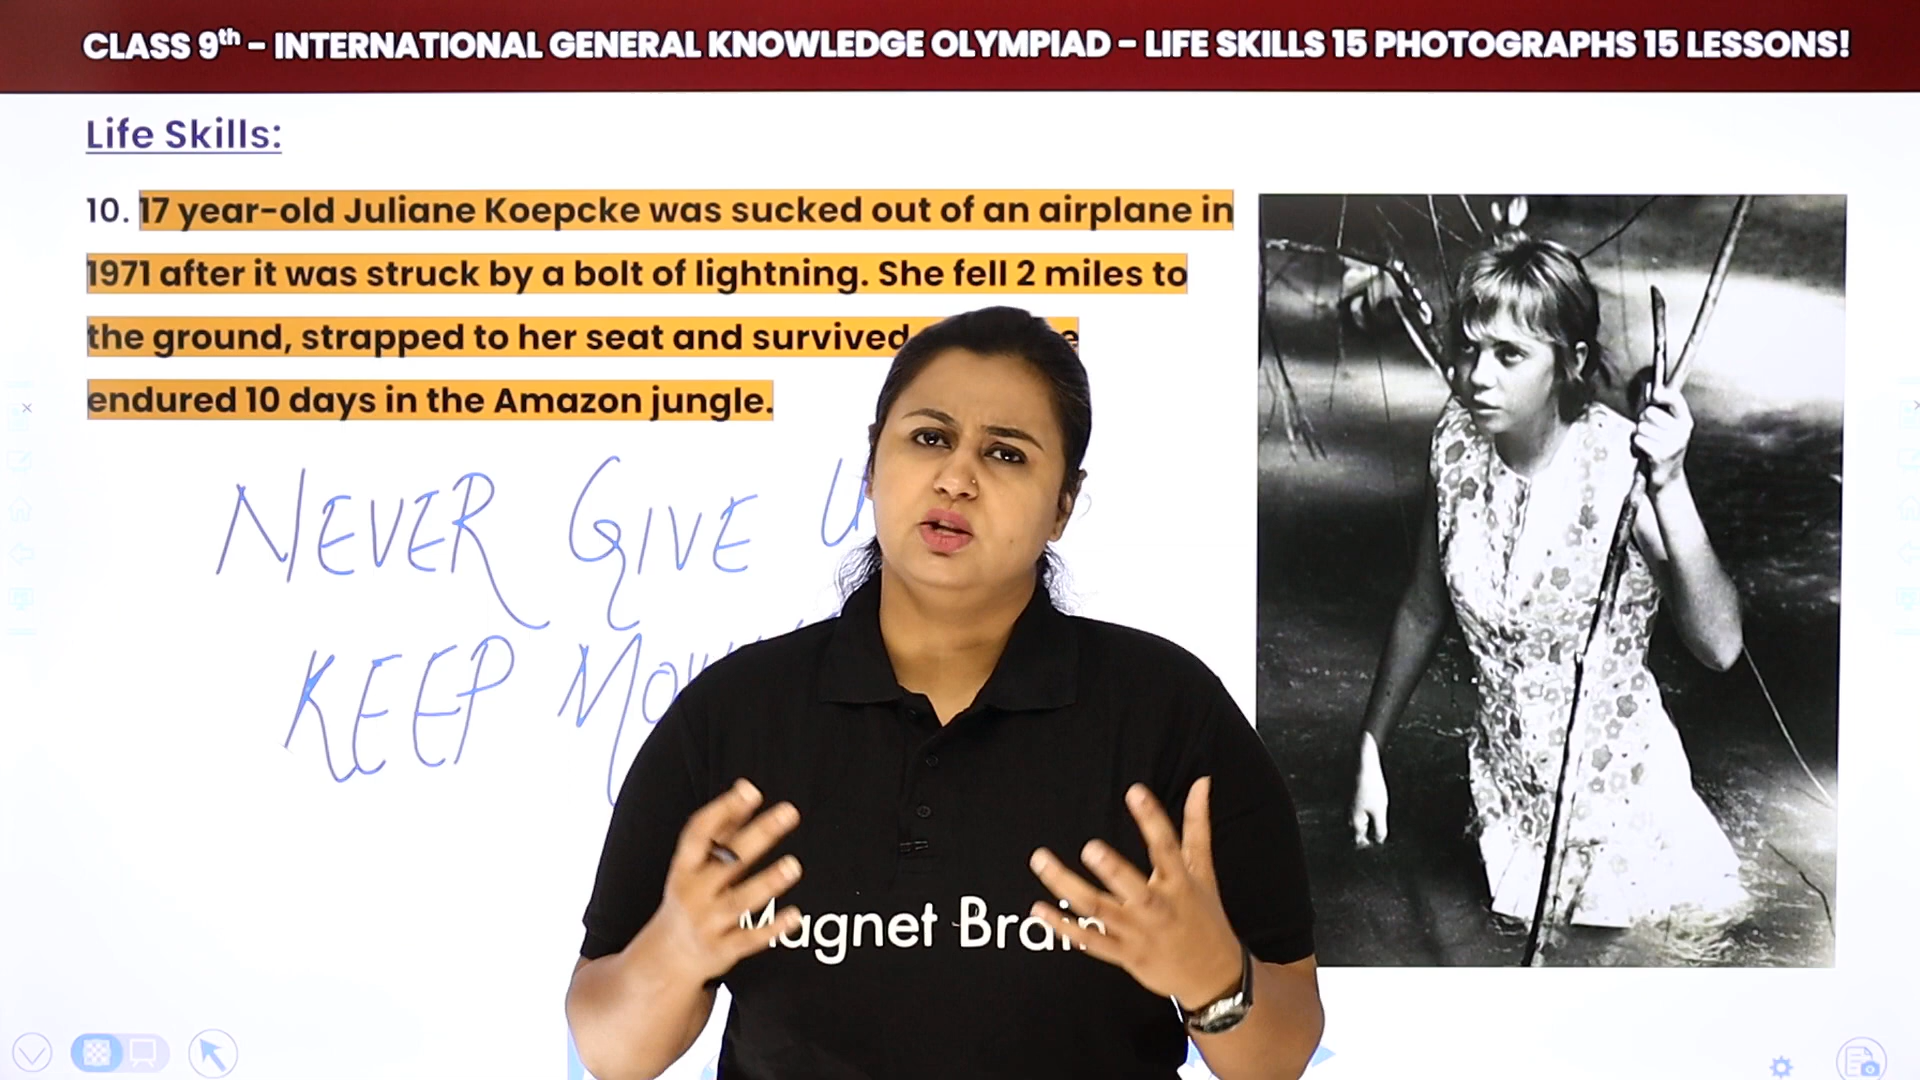 CLASS 9th - INTERNATIONAL GENERAL KNOWLEDGE OLYMPIAD - LIFE SKILLS 15 PHOTOGRAPHS 15 LESSONS!
Life Skills:
10. 17 year-old Juliane Koepcke was sucked out of an airplane in
1971 after it was struck by a bolt of lightning. She fell 2 miles to
the ground, strapped to her seat and survived
endured 10 days in the Amazon jungle.
NEVER GIVE
KEEP
Magnet Brain